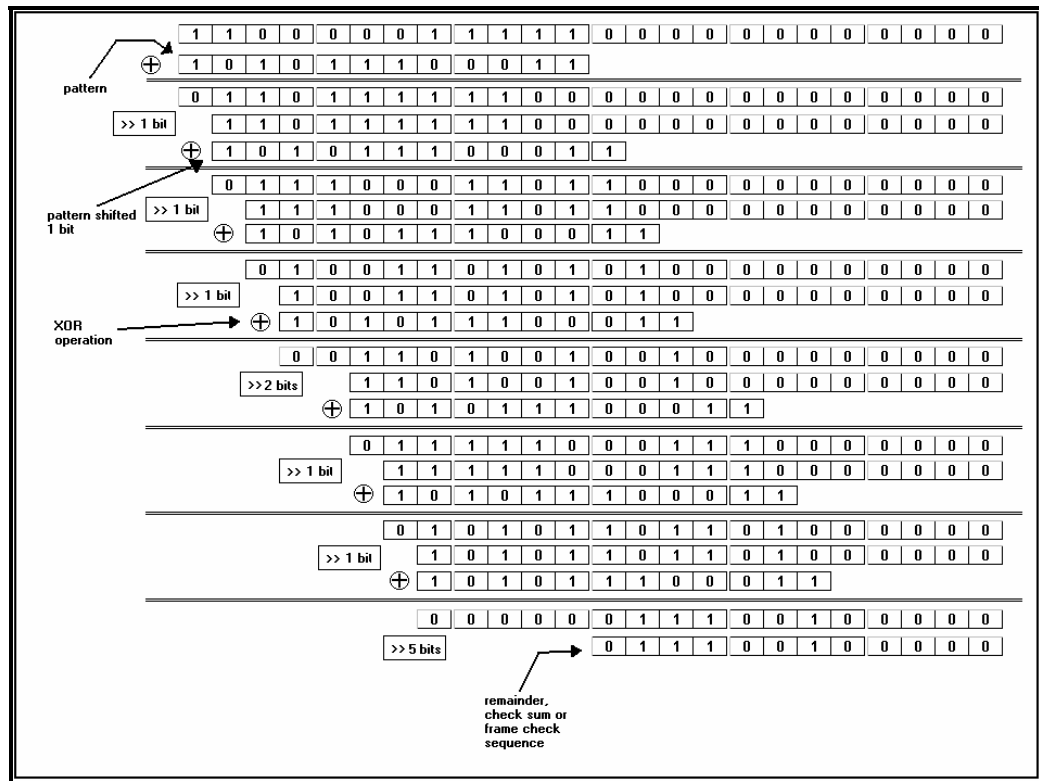 1 1 0 0 0 0 0 1 1 1 1 1 0 0 0 0 0 0 0 0 0 0 0 0
1 0 1 0 1 1 1 0 0 0 1 1
pattern
0 1 1 0 1 1 1 1 1 1 0 0 0 0 0 0 0 0 0 0 0 0 0 0
>> 1 bit 1 1 0 1 1 1 1 1 1 0 0 0 0 0 0 0 0 0 0 0 0 0 0
1 0 1 0 1 1 1 0 0 0 1 1
0 1 1 1 0 0 0 1 1 0 1 1 0 0 0 0 0 0 0 0 0 0 0
>> 1 bit 1 1 1 0 0 0 1 1 0 1 1 0 0 0 0 0 0 0 0 0 0 0
pattern shifted
1 bit
1 0 1 0 1 1 1 0 0 0 1 1
0 1 0 0 1 1 0 1 0 1 0 1 0 0 0 0 0 0 0 0 0 0
>> 1 bit 1 0 0 1 1 0 1 0 1 0 1 0 0 0 0 0 0 0 0 0 0
1 0 1 0 1 1 1 0 0 0 1 1
XOR
operation
0 0 1 1 0 1 0 0 1 0 0 1 0 0 0 0 0 0 0 0 0
>>2 bits 1 1 0 1 0 0 1 0 0 1 0 0 0 0 0 0 0 0 0
1 0 1 0 1 1 1 0 0 0 1 1
0 1 1 1 1 1 0 0 0 1 1 1 0 0 0 0 0 0 0
>> 1 bit 1 1 1 1 1 0 0 0 1 1 1 0 0 0 0 0 0 0
1 0 1 0 1 1 1 0 0 0 1 1
0 1 0 1 0 1 1 0 1 1 0 1 0 0 0 0 0 0
>> 1 bit 1 0 1 0 1 1 0 1 1 0 1 0 0 0 0 0 0
1 0 1 0 1 1 1 0 0 0 1 1
0 0 0 0 0 0 1 1 1 0 0 1 0 0 0 0 0
>> 5 bits 0 1 1 1 0 0 1 0 0 0 0 0
remainder,
check sum or
frame check
sequence